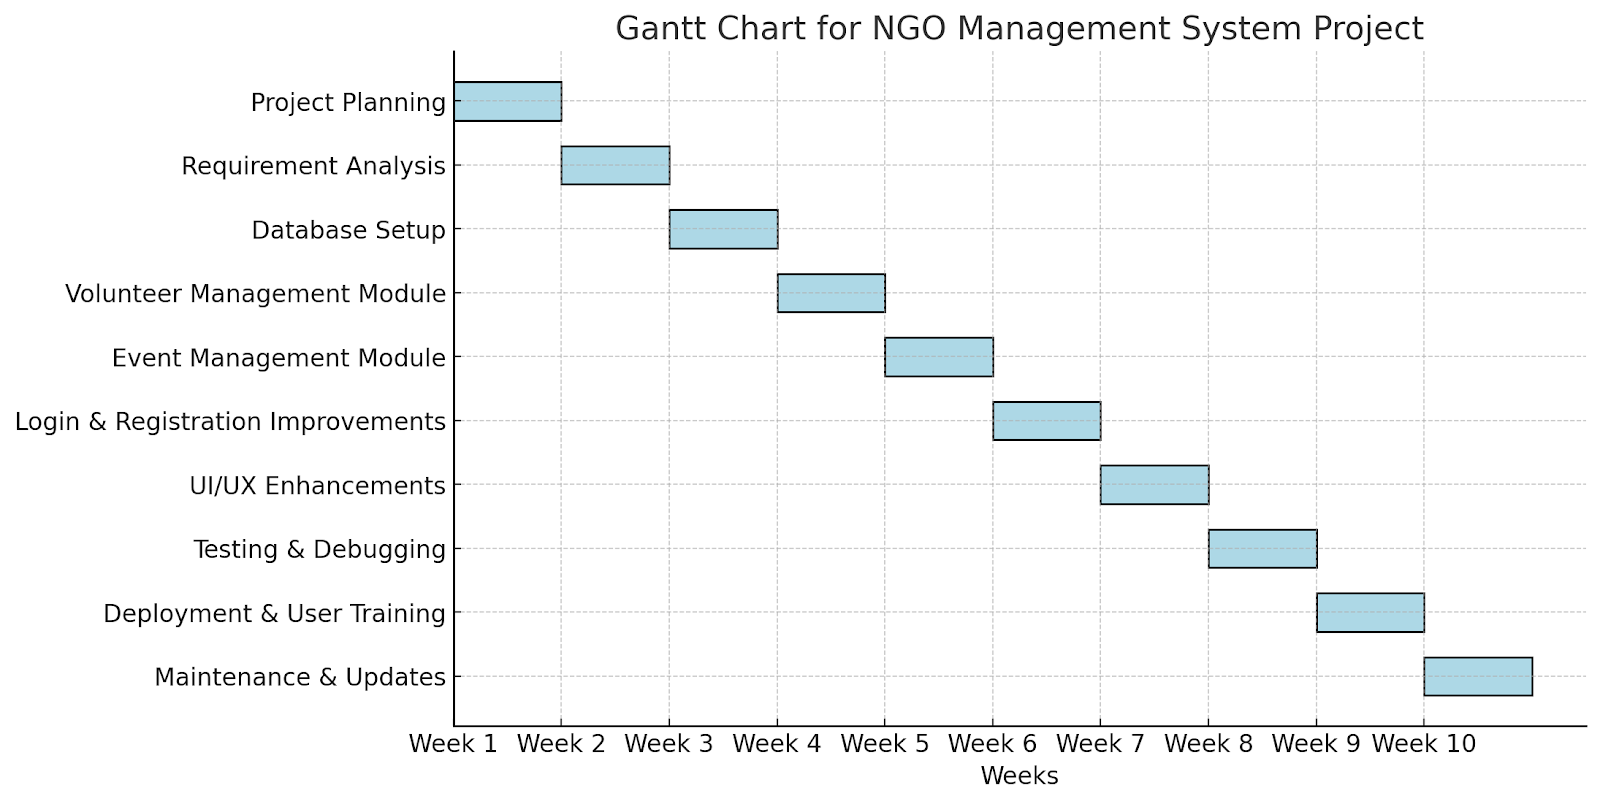 Gantt Chart for NGO Management System Project
Project Planning
Requirement Analysis
Database Setup
Volunteer Management Module
Event Management Module
Login & Registration Improvements
UI/UX Enhancements
Testing & Debugging
Deployment & User Training
Maintenance & Updates
Week 1 Week 2 Week 3 Week 4 Week 5 Week 6 Week 7 Week 8 Week 9 Week 10
Weeks